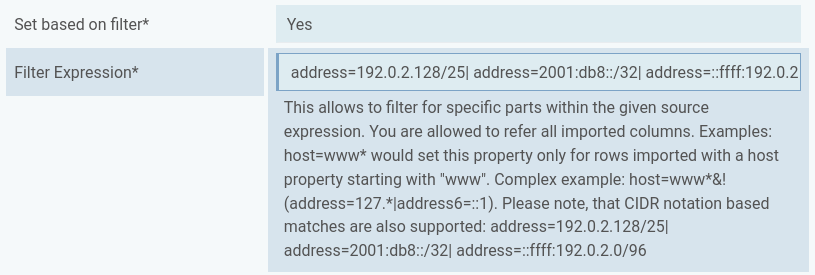 Set based on filter*
Yes
Filter Expression*
address=192.0.2.128/25| address=2001:db8::/32| address=::ffff:192.0.2
This allows to filter for specific parts within the given source
expression. You are allowed to refer all imported columns. Examples:
host=www* would set this property only for rows imported with a host
property starting with "www". Complex example: host=www*&!
(address=127.*|address6=::1). Please note, that CIDR notation based
matches are also supported: address=192.0.2.128/25|
address=2001:db8::/32| address=::ffff:192.0.2.0/96